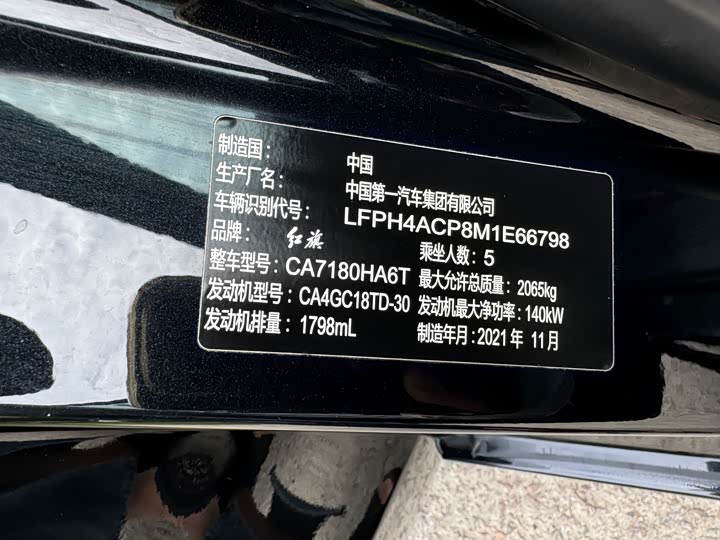 制造国： 中国
生产厂名： 中国第一汽车集团有限公司
车辆识别代号： LFPH4ACP8M1E66798
品牌： 红旗 乘坐人数：5
整车型号：CA7180HA6T 最大允许总质量：2065kg
发动机型号：CA4GC18TD-30 发动机最大净功率：140kW
发动机排量：1798mL 制造年月：2021年 11月